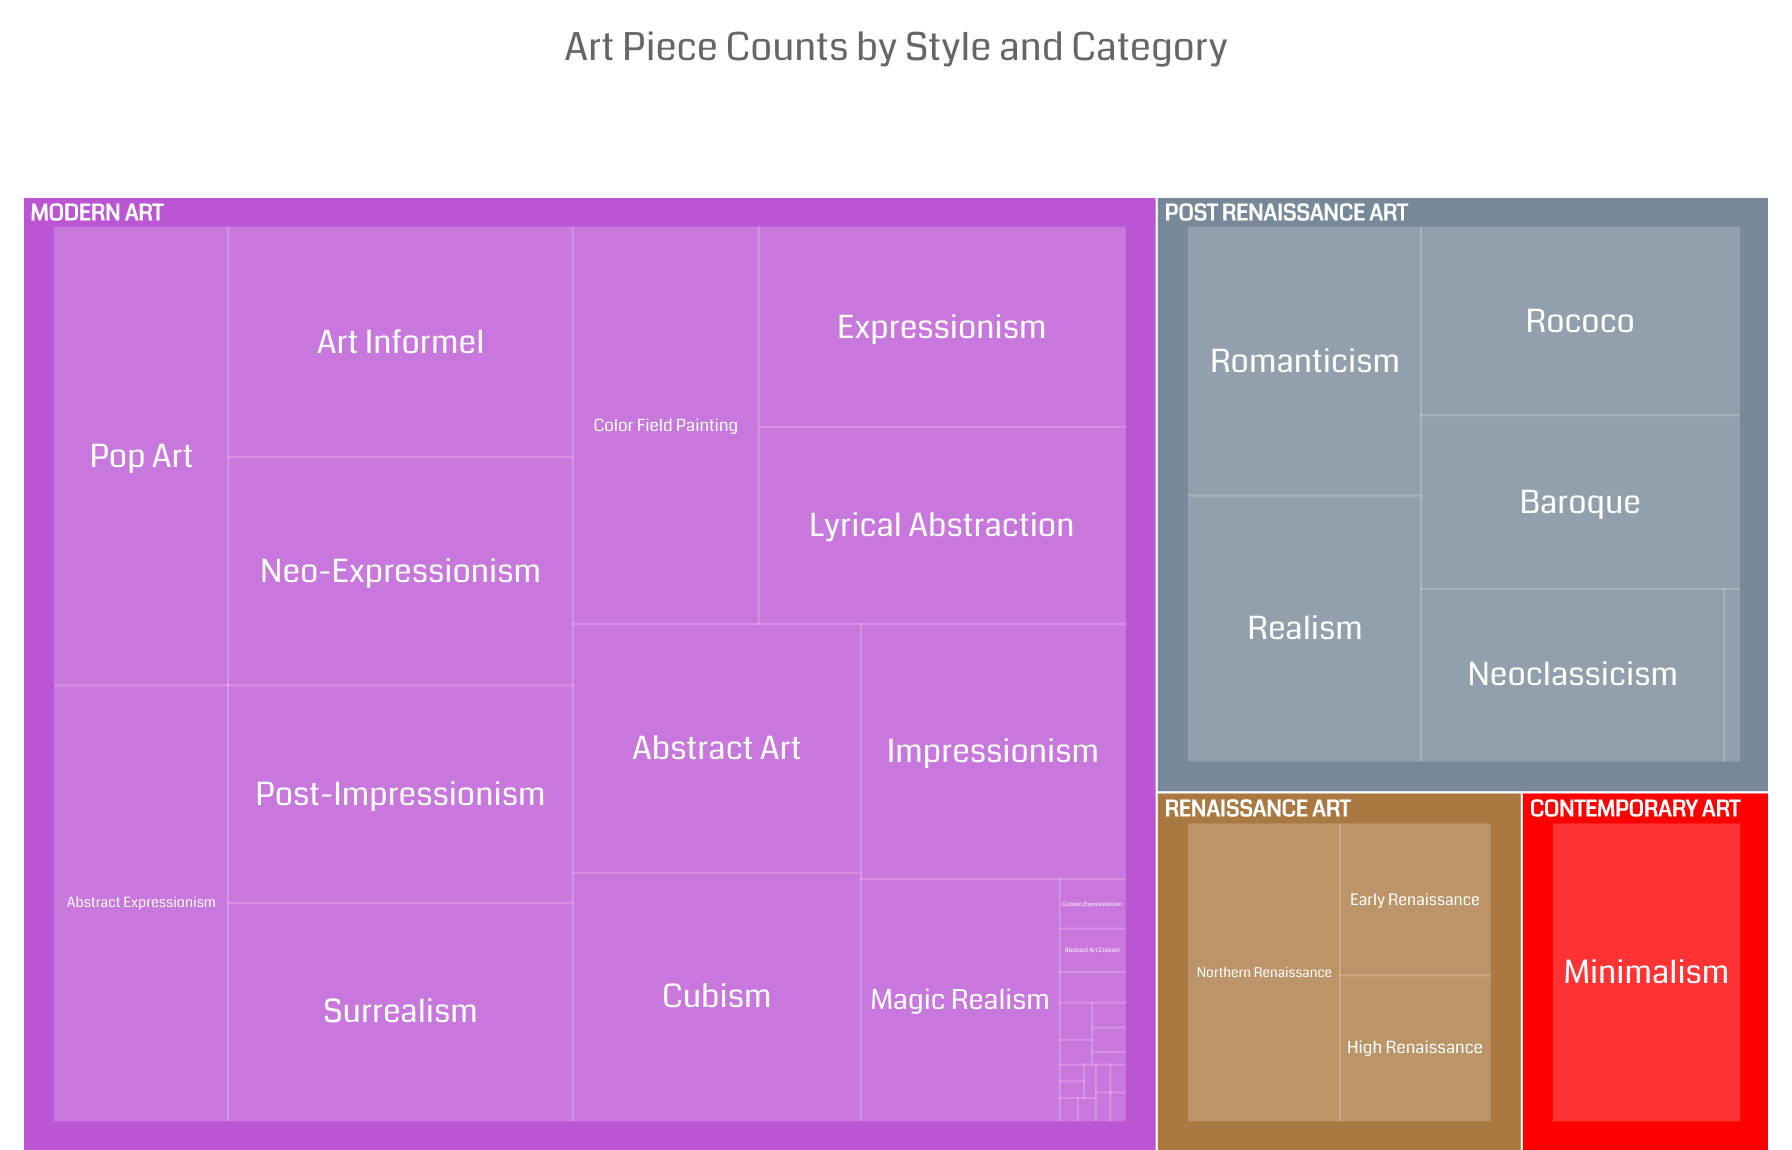 Art Piece Counts by Style and Category
MODERN ART
POST RENAISSANCE ART
Pop Art
Art Informel
Color Field Painting
Expressionism
Lyrical Abstraction
Neo-Expressionism
Abstract Expressionism
Post-Impressionism
Surrealism
Abstract Art
Impressionism
Cubism
Magic Realism
Cubism,Expressionism
Abstract Art,Cubism
Romanticism
Rococo
Baroque
Realism
Neoclassicism
RENAISSANCE ART
CONTEMPORARY ART
Northern Renaissance
Early Renaissance
High Renaissance
Minimalism